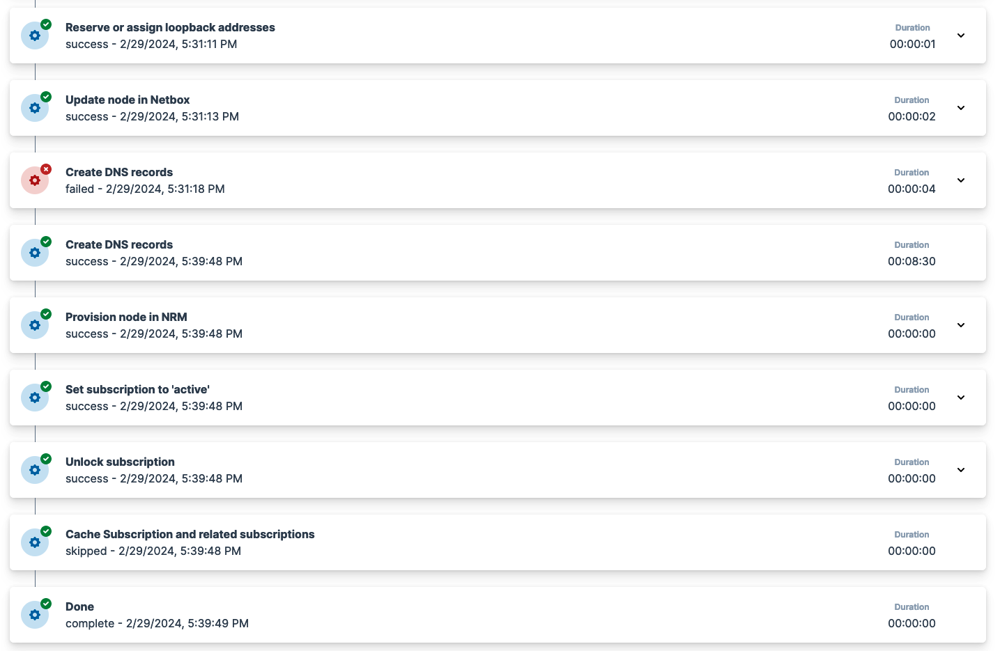 Reserve or assign loopback addresses
success - 2/29/2024, 5:31:11 PM
Duration
00:00:01
Update node in Netbox
success - 2/29/2024, 5:31:13 PM
Duration
00:00:02
Create DNS records
failed - 2/29/2024, 5:31:18 PM
Duration
00:00:04
Create DNS records
success - 2/29/2024, 5:39:48 PM
Duration
00:08:30
Provision node in NRM
success - 2/29/2024, 5:39:48 PM
Duration
00:00:00
Set subscription to 'active'
success - 2/29/2024, 5:39:48 PM
Duration
00:00:00
Unlock subscription
success - 2/29/2024, 5:39:48 PM
Duration
00:00:00
Cache Subscription and related subscriptions
skipped - 2/29/2024, 5:39:48 PM
Duration
00:00:00
Done
complete - 2/29/2024, 5:39:49 PM
Duration
00:00:00